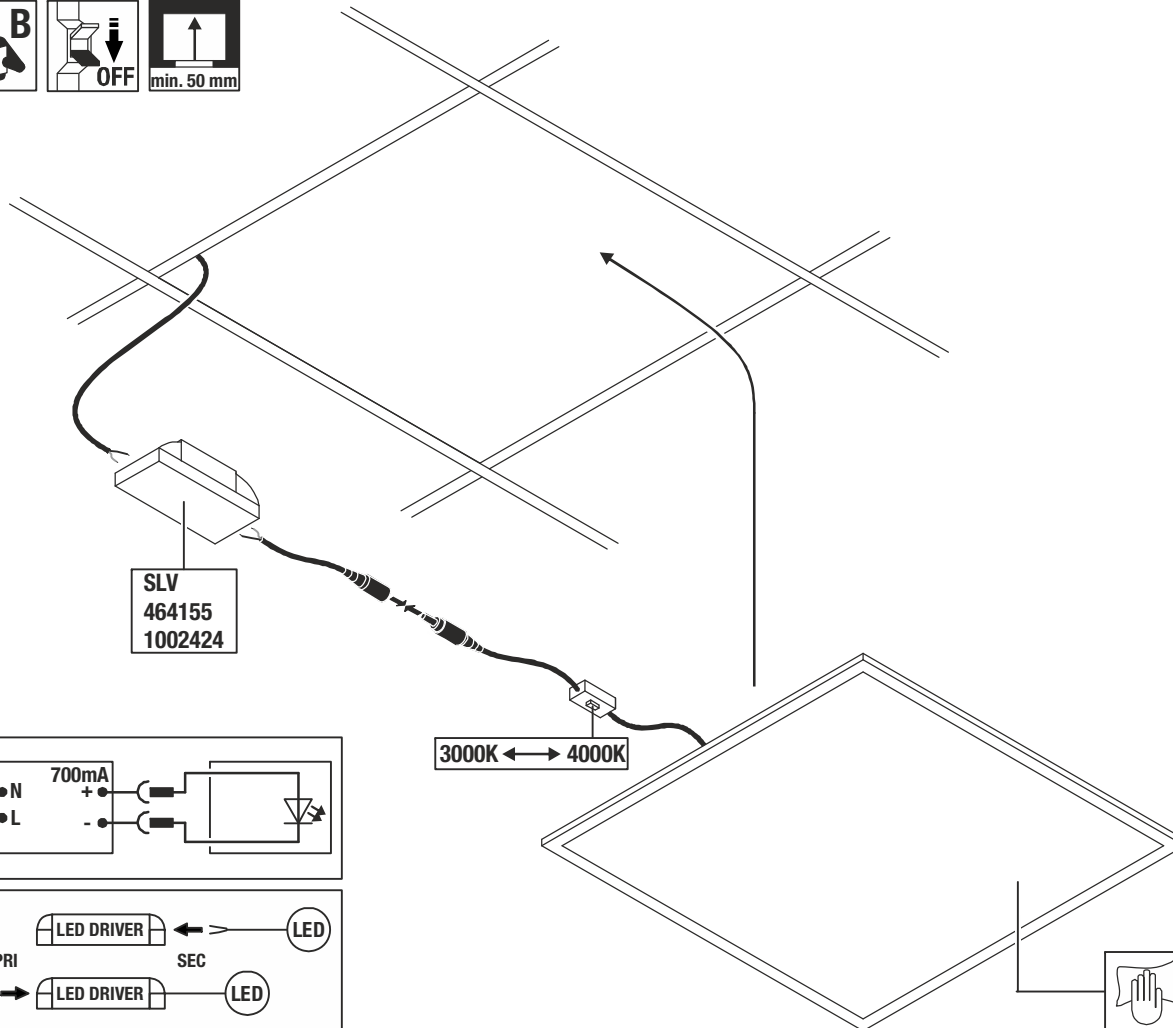 B
OFF
min. 50 mm
SLV
464155
1002424
3000K 4000K
700mA
N +
L -
LED DRIVER LED
PRI SEC
LED DRIVER LED